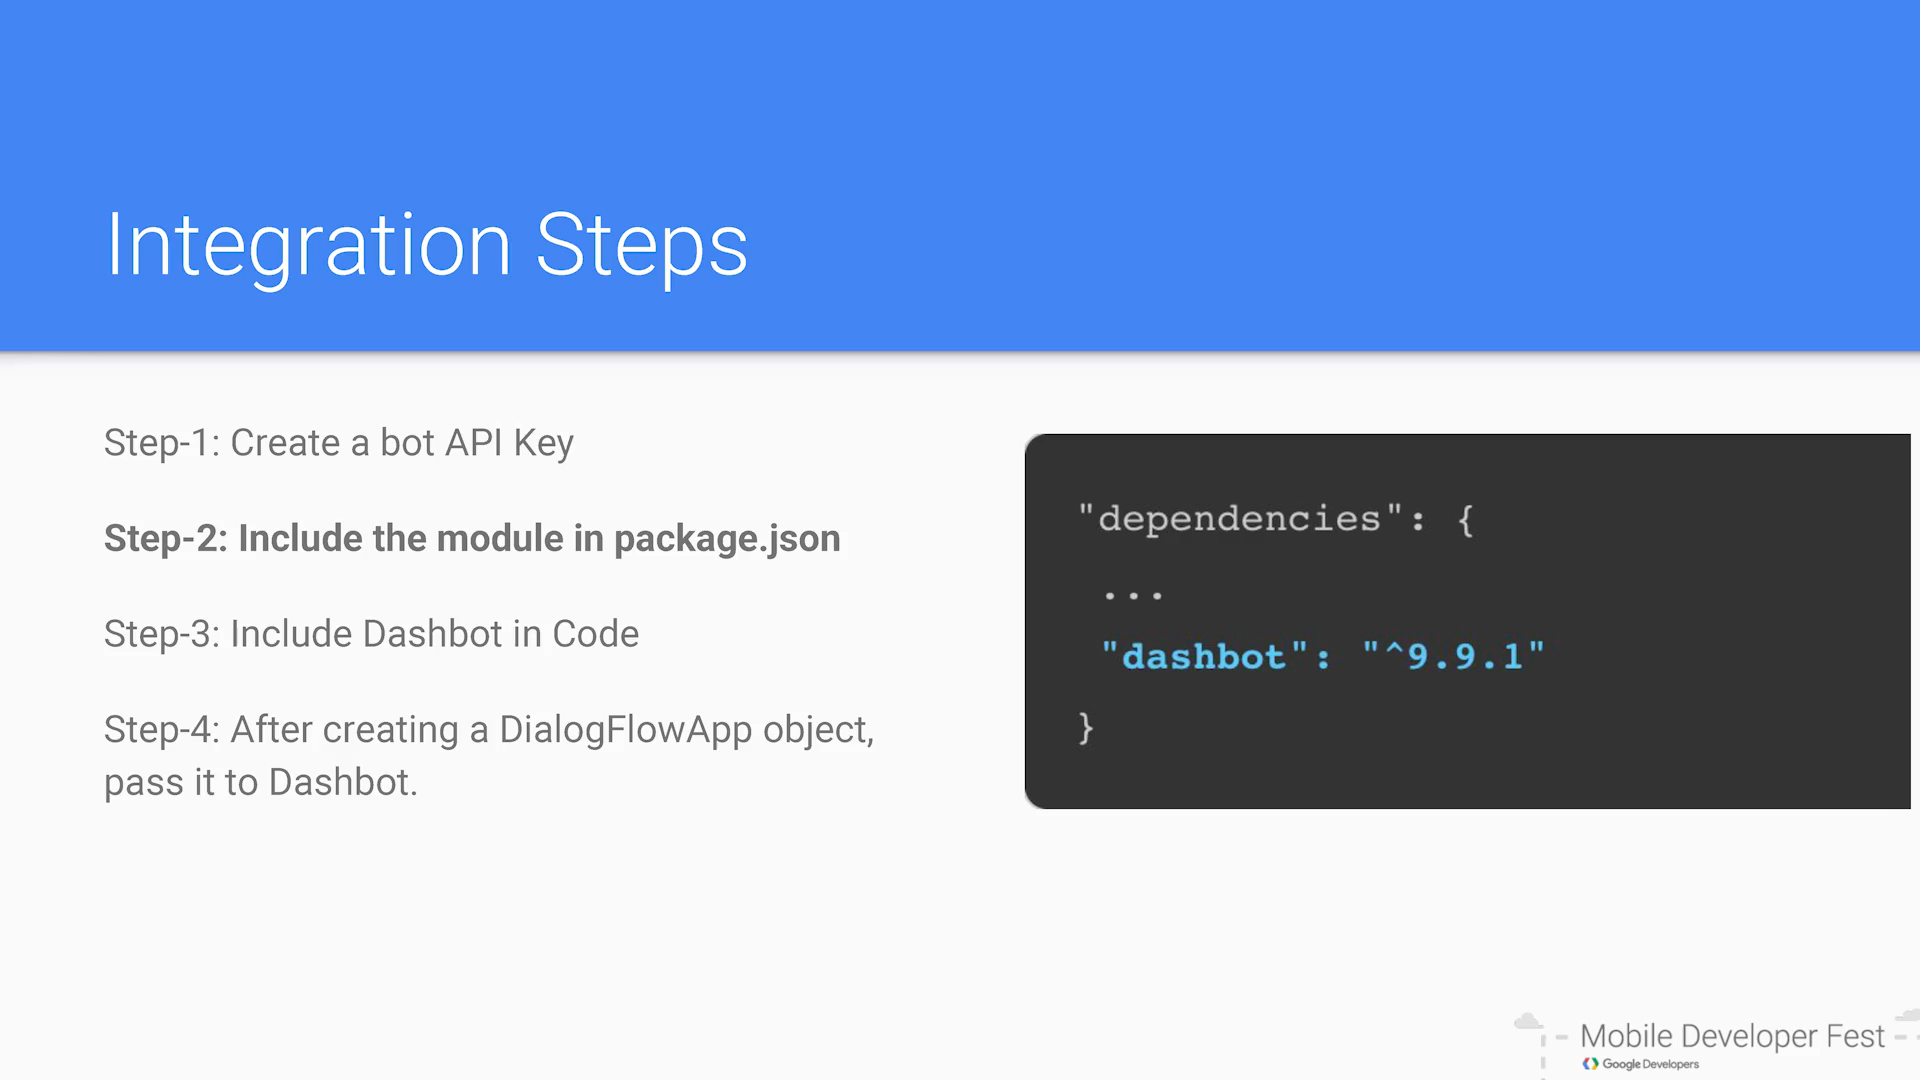 Integration Steps
Step-1: Create a bot API Key
Step-2: Include the module in package.json
Step-3: Include Dashbot in Code
Step-4: After creating a DialogFlowApp object,
pass it to Dashbot.
"dependencies": {
...
"dashbot": "^9.9.1"
}
Mobile Developer Fest
Google Developers